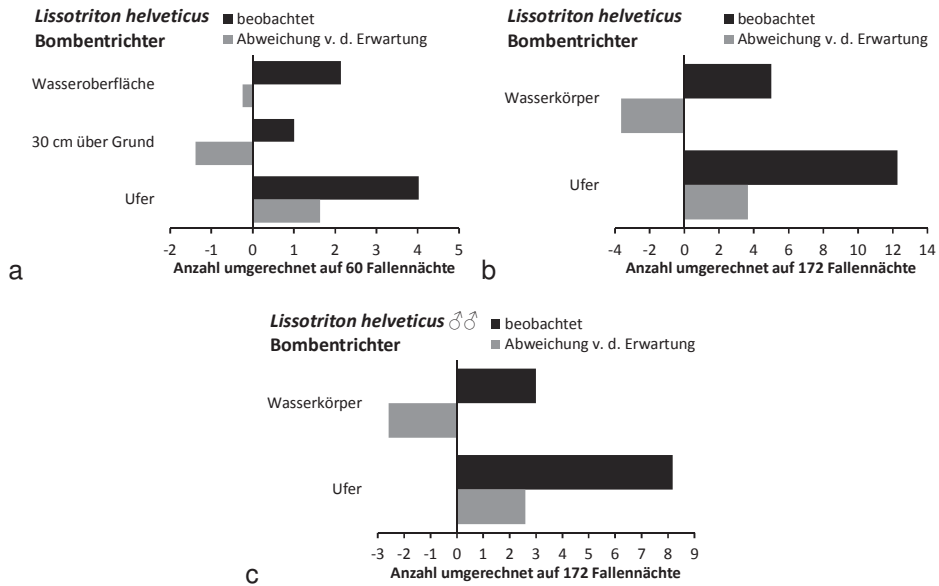 Lissotriton helveticus
Bombentrichter
beobachtet
Abweichung v. d. Erwartung
Wasseroberfläche
30 cm über Grund
Ufer
-2 -1 0 1 2 3 4 5
Anzahl umgerechnet auf 60 Fallennächte
a
Lissotriton helveticus
Bombentrichter
beobachtet
Abweichung v. d. Erwartung
Wasserkörper
Ufer
-4 -2 0 2 4 6 8 10 12 14
Anzahl umgerechnet auf 172 Fallennächte
b
Lissotriton helveticus ♂♂
Bombentrichter
beobachtet
Abweichung v. d. Erwartung
Wasserkörper
Ufer
-3 -2 -1 0 1 2 3 4 5 6 7 8 9
Anzahl umgerechnet auf 172 Fallennächte
c